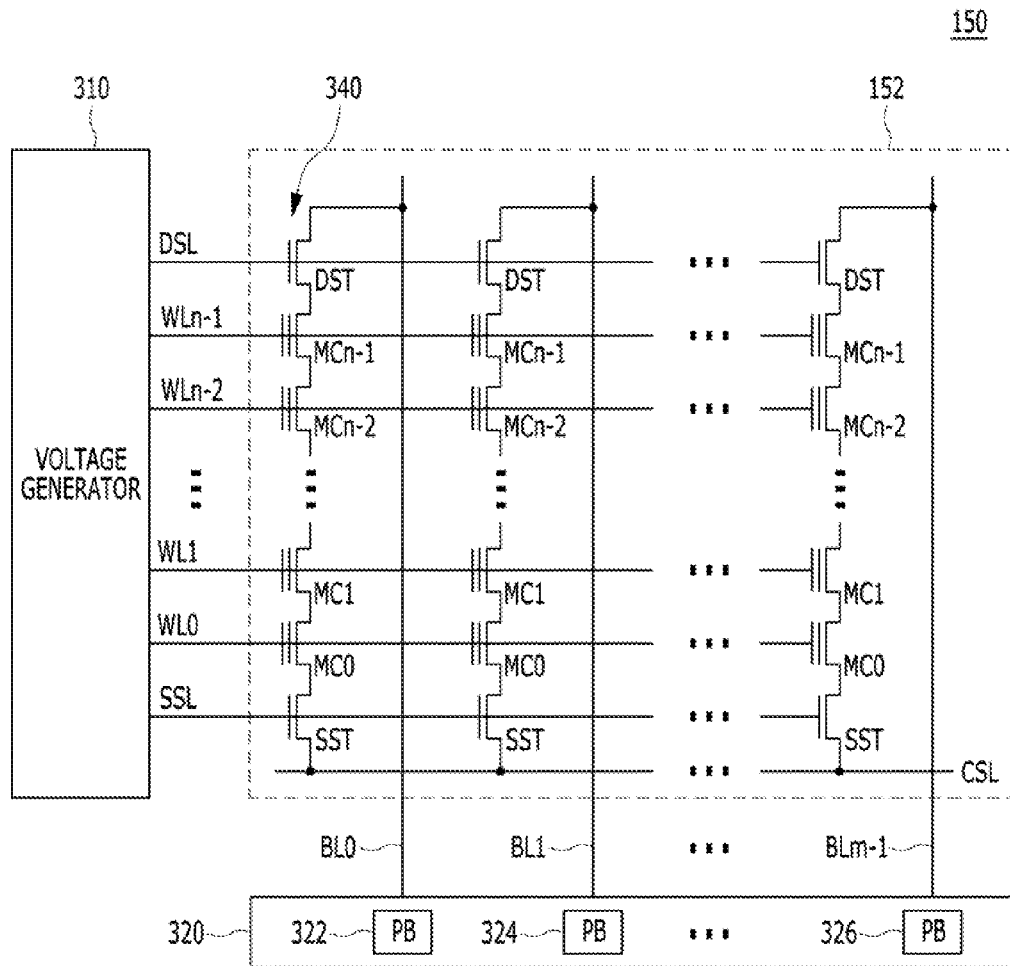 150
310
340
152
DSL
DST
DST
DST
WLn-1
MCn-1
MCn-1
MCn-1
WLn-2
MCn-2
MCn-2
MCn-2
VOLTAGE
GENERATOR
WL1
MC1
MC1
MC1
WL0
MC0
MC0
MC0
SSL
SST
SST
SST
CSL
BL0
BL1
BLm-1
320
322
PB
324
PB
326
PB